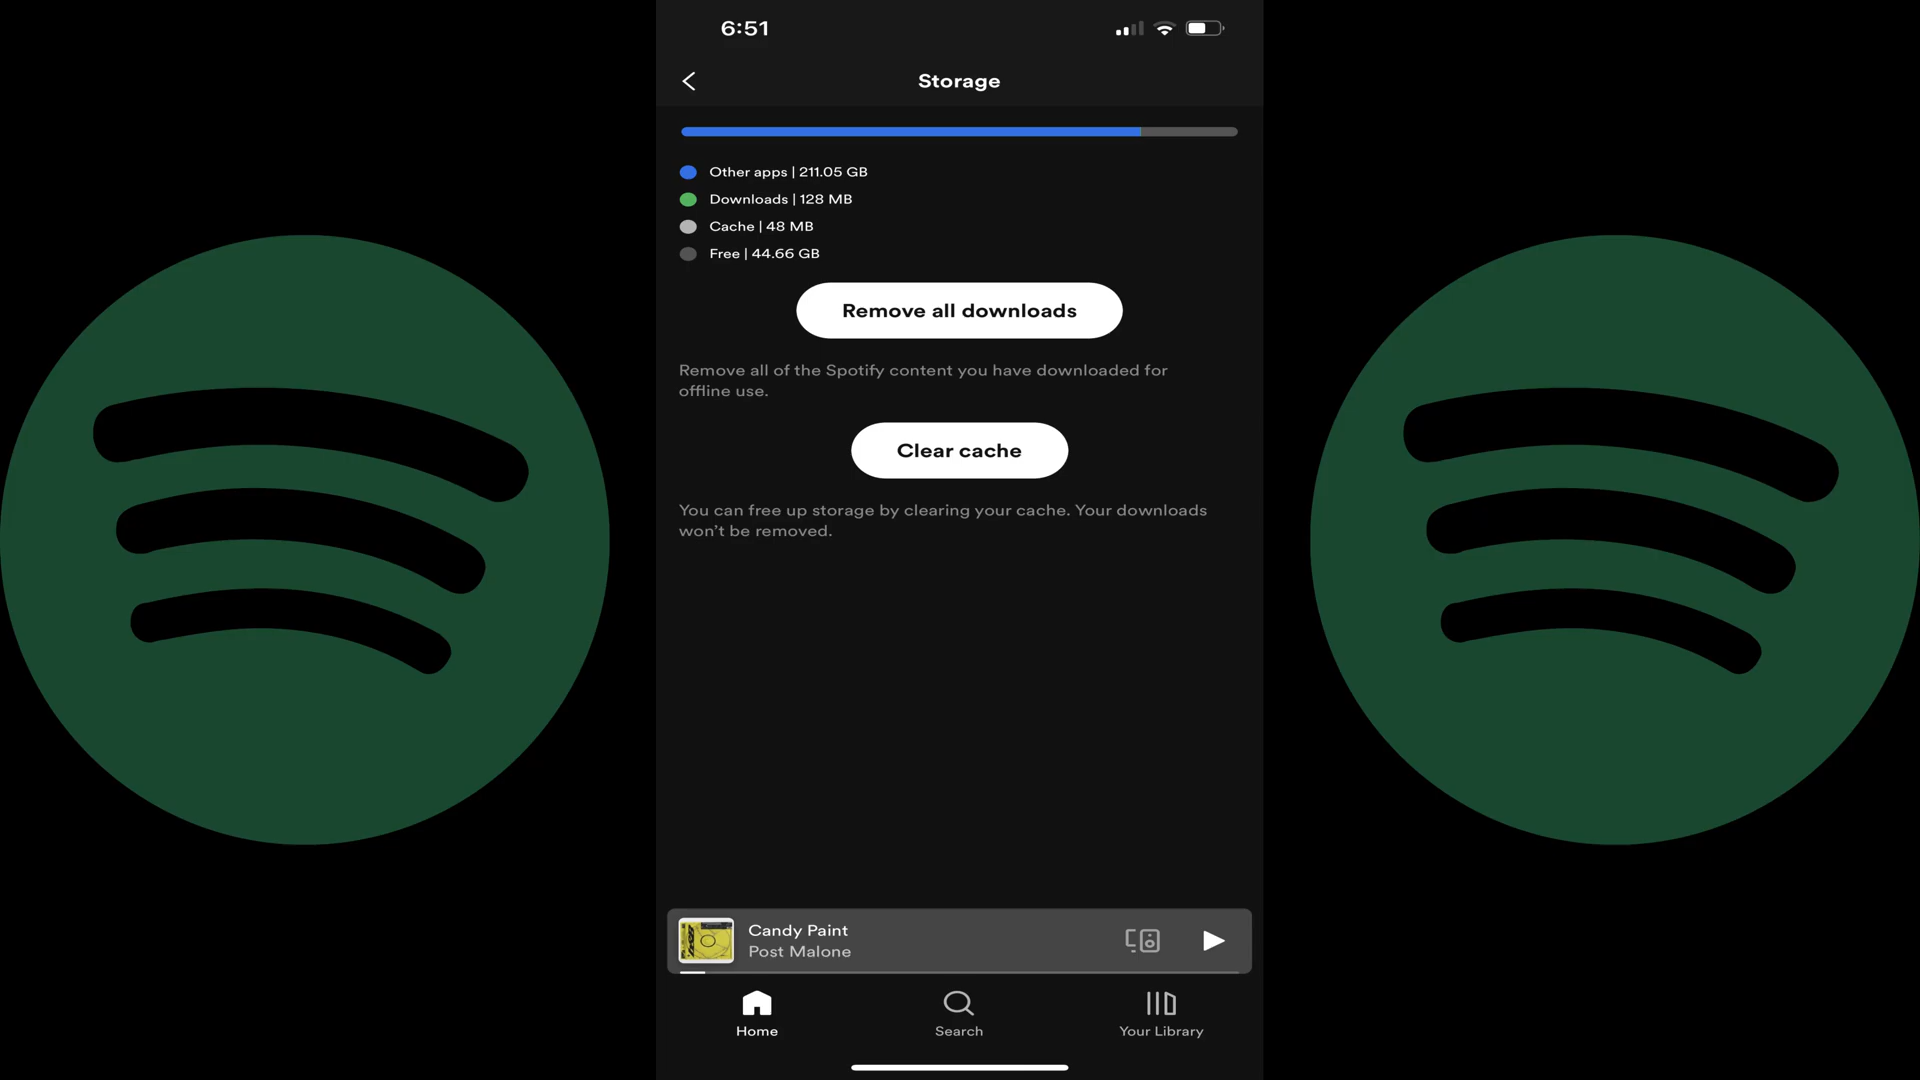 6:51
Storage
Other apps | 211.05 GB
Downloads | 128 MB
Cache | 48 MB
Free | 44.66 GB
Remove all downloads
Remove all of the Spotify content you have downloaded for
offline use.
Clear cache
You can free up storage by clearing your cache. Your downloads
won't be removed.
Candy Paint
Post Malone
Home
Search
Your Library